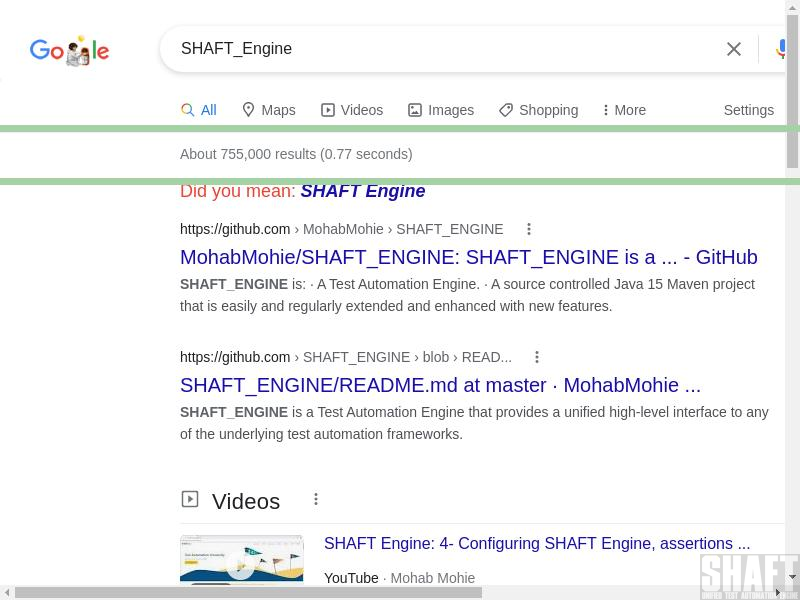 Google
SHAFT_Engine
All Maps Videos Images Shopping More Settings
About 755,000 results (0.77 seconds)
Did you mean: SHAFT Engine
https://github.com › MohabMohie › SHAFT_ENGINE
MohabMohie/SHAFT_ENGINE: SHAFT_ENGINE is a ... - GitHub
SHAFT_ENGINE is: · A Test Automation Engine. · A source controlled Java 15 Maven project
that is easily and regularly extended and enhanced with new features.
https://github.com › SHAFT_ENGINE › blob › READ...
SHAFT_ENGINE/README.md at master · MohabMohie ...
SHAFT_ENGINE is a Test Automation Engine that provides a unified high-level interface to any
of the underlying test automation frameworks.
Videos
SHAFT Engine: 4- Configuring SHAFT Engine, assertions ...
YouTube · Mohab Mohie
SHAFT